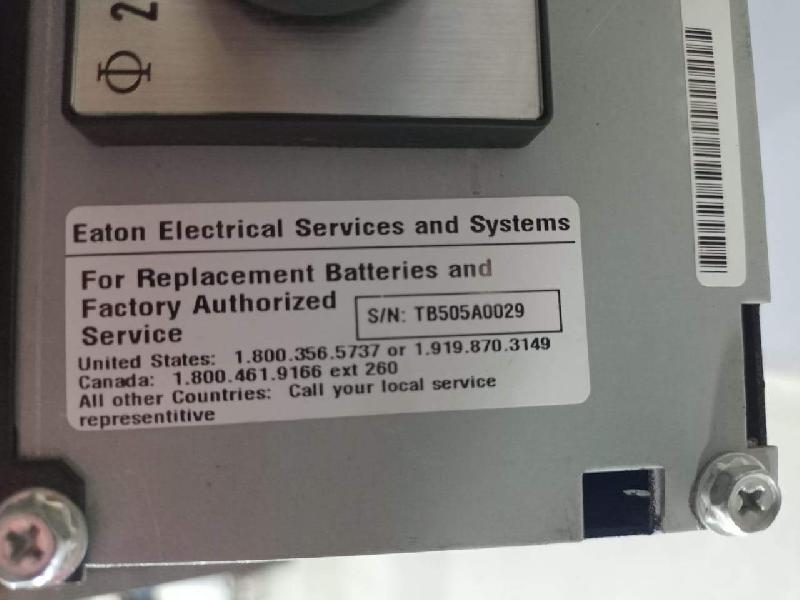 2
Eaton Electrical Services and Systems
For Replacement Batteries and
Factory Authorized
Service
S/N: TB505A0029
United States: 1.800.356.5737 or 1.919.870.3149
Canada: 1.800.461.9166 ext 260
All other Countries: Call your local service
representitive